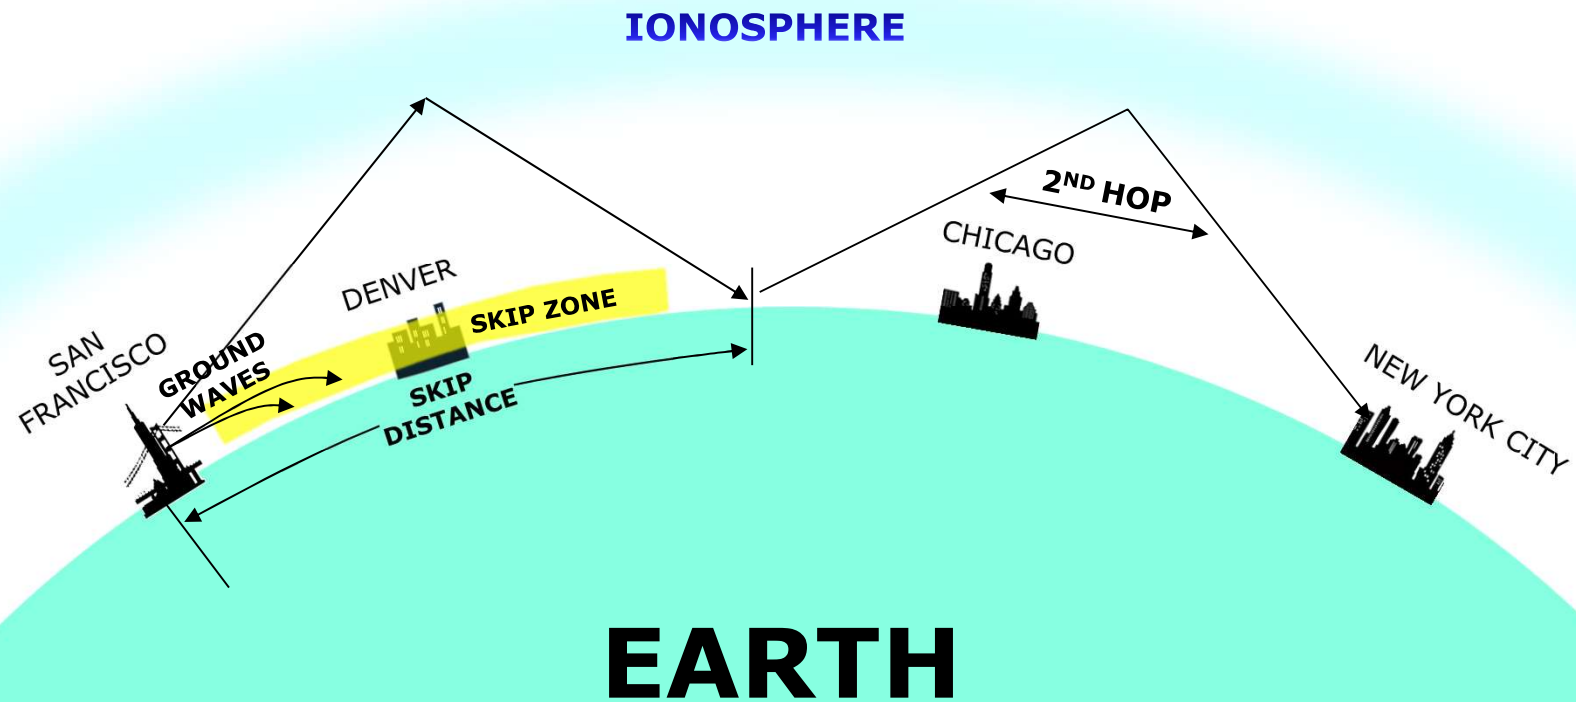 IONOSPHERE
2ND HOP
CHICAGO
DENVER
SKIP ZONE
SAN
FRANCISCO
GROUND
WAVES
SKIP
DISTANCE
NEW YORK CITY
EARTH